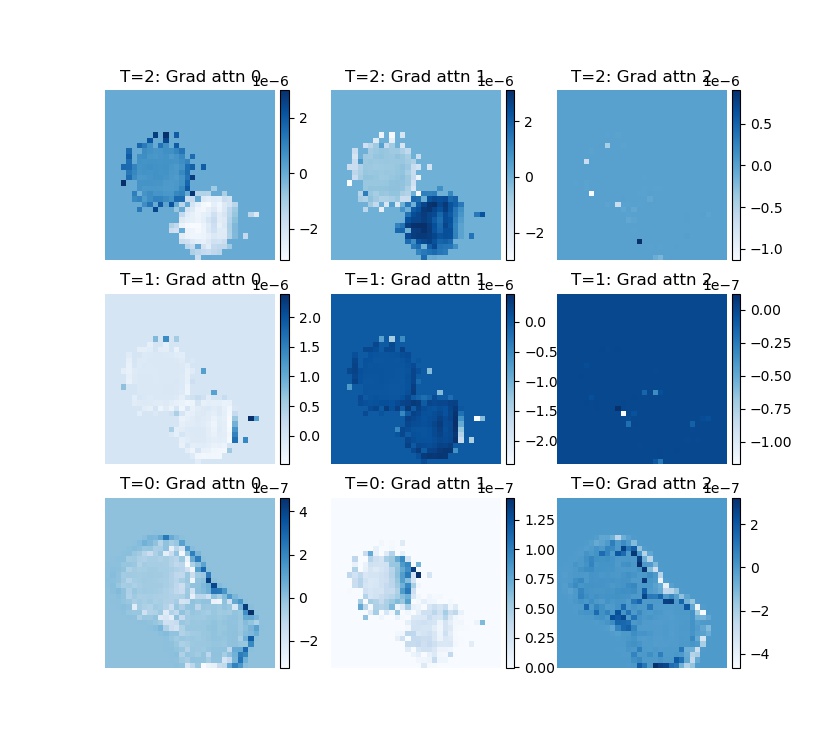 T=2: Grad attn 0
1e−6
2
0
−2
T=2: Grad attn 1
1e−6
2
0
−2
T=2: Grad attn 2
1e−6
0.5
0.0
−0.5
−1.0
T=1: Grad attn 0
1e−6
2.0
1.5
1.0
0.5
0.0
T=1: Grad attn 1
1e−6
0.0
−0.5
−1.0
−1.5
−2.0
T=1: Grad attn 2
1e−7
0.00
−0.25
−0.50
−0.75
−1.00
T=0: Grad attn 0
1e−7
4
2
0
−2
T=0: Grad attn 1
1e−7
1.25
1.00
0.75
0.50
0.25
0.00
T=0: Grad attn 2
1e−7
2
0
−2
−4